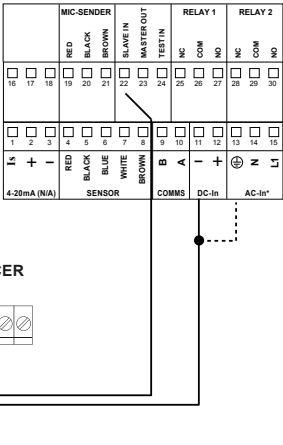 MIC-SENDER RELAY 1 RELAY 2
RED BLACK BROWN SLAVE IN MASTER OUT TEST IN NC COM NO NC COM NO
16 17 18 19 20 21 22 23 24 25 26 27 28 29 30
1 2 3 4 5 6 7 8 9 10 11 12 13 14 15
Is + − RED BLACK BLUE WHITE BROWN B A − + N L1
4-20mA (N/A) SENSOR COMMS DC-In AC-In*
CER